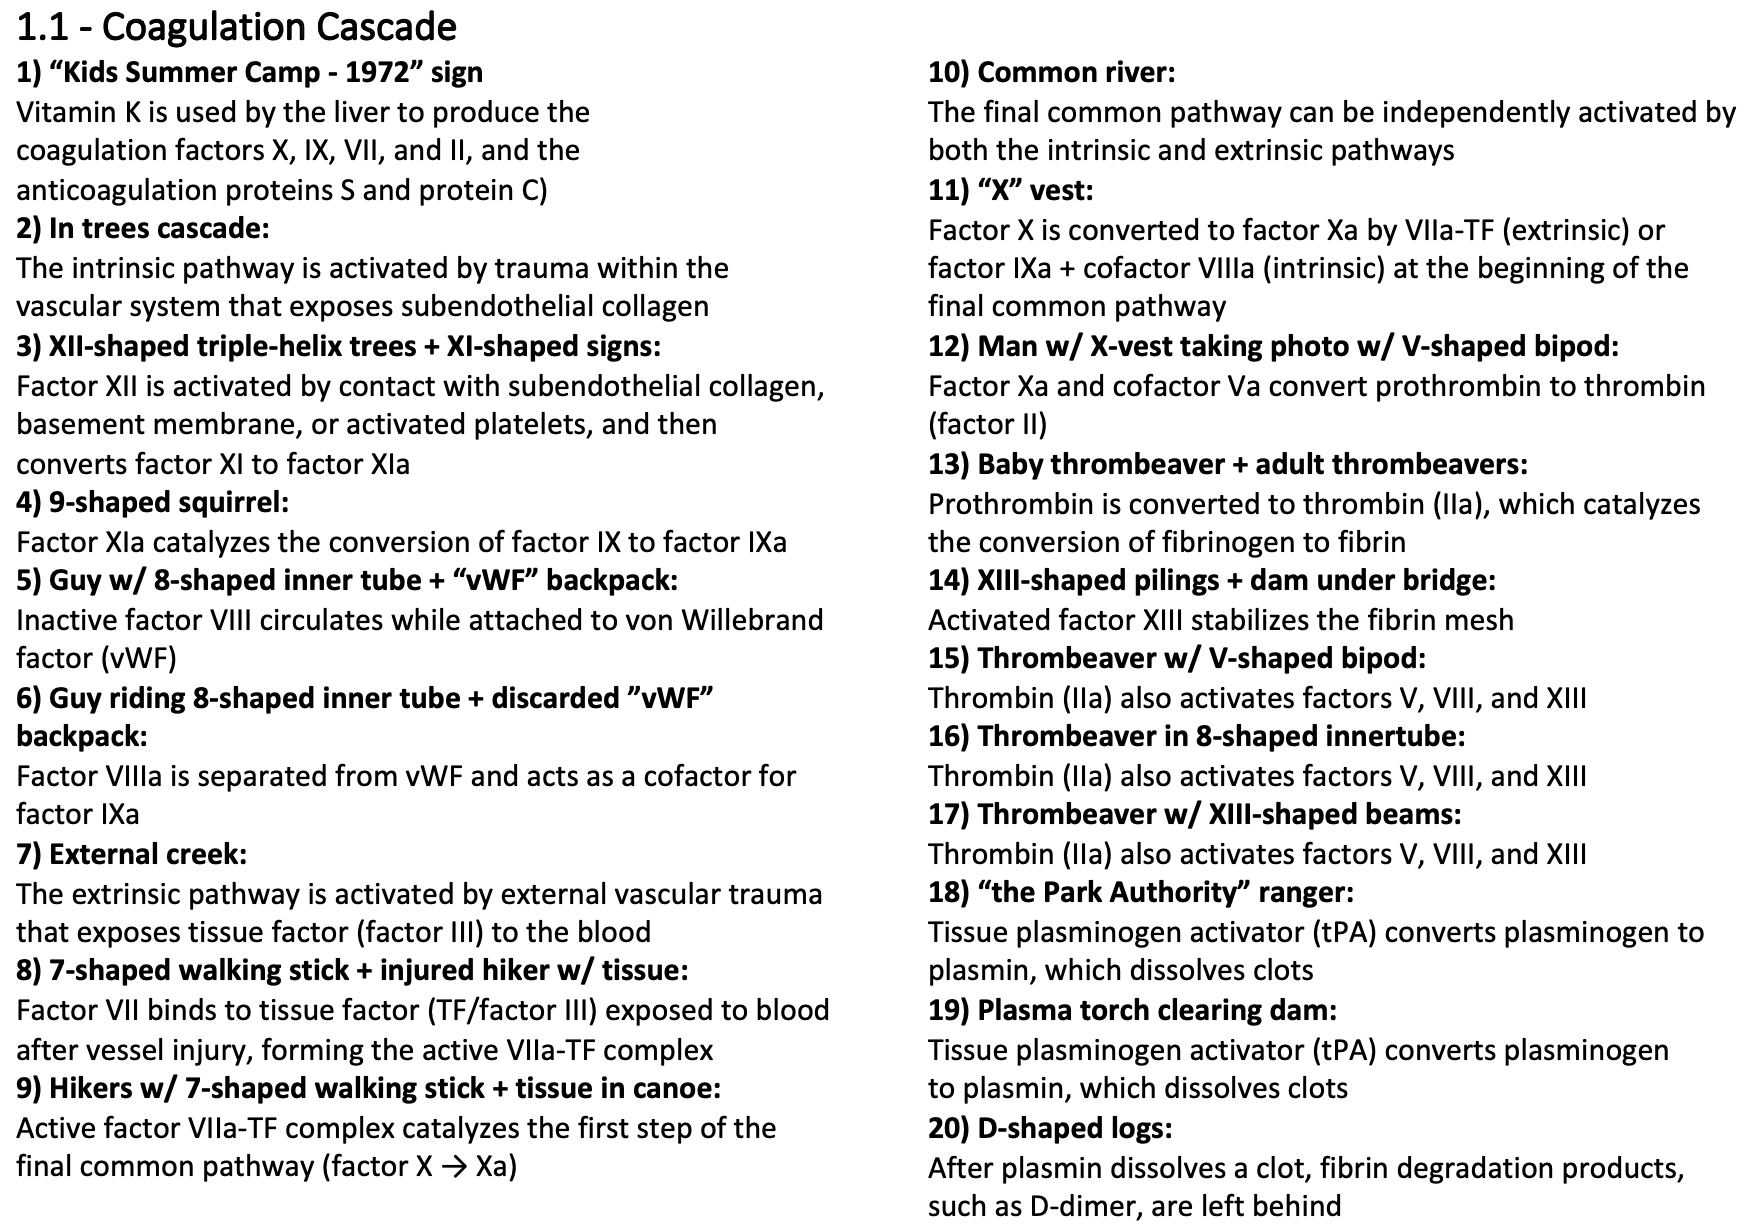 1.1 - Coagulation Cascade
1) “Kids Summer Camp - 1972” sign
Vitamin K is used by the liver to produce the
coagulation factors X, IX, VII, and II, and the
anticoagulation proteins S and protein C)
2) In trees cascade:
The intrinsic pathway is activated by trauma within the
vascular system that exposes subendothelial collagen
3) XII-shaped triple-helix trees + XI-shaped signs:
Factor XII is activated by contact with subendothelial collagen,
basement membrane, or activated platelets, and then
converts factor XI to factor XIa
4) 9-shaped squirrel:
Factor XIa catalyzes the conversion of factor IX to factor IXa
5) Guy w/ 8-shaped inner tube + “vWF” backpack:
Inactive factor VIII circulates while attached to von Willebrand
factor (vWF)
6) Guy riding 8-shaped inner tube + discarded ”vWF”
backpack:
Factor VIIIa is separated from vWF and acts as a cofactor for
factor IXa
7) External creek:
The extrinsic pathway is activated by external vascular trauma
that exposes tissue factor (factor III) to the blood
8) 7-shaped walking stick + injured hiker w/ tissue:
Factor VII binds to tissue factor (TF/factor III) exposed to blood
after vessel injury, forming the active VIIa-TF complex
9) Hikers w/ 7-shaped walking stick + tissue in canoe:
Active factor VIIa-TF complex catalyzes the first step of the
final common pathway (factor X → Xa)
10) Common river:
The final common pathway can be independently activated by
both the intrinsic and extrinsic pathways
11) “X” vest:
Factor X is converted to factor Xa by VIIa-TF (extrinsic) or
factor IXa + cofactor VIIIa (intrinsic) at the beginning of the
final common pathway
12) Man w/ X-vest taking photo w/ V-shaped bipod:
Factor Xa and cofactor Va convert prothrombin to thrombin
(factor II)
13) Baby thrombeaver + adult thrombeavers:
Prothrombin is converted to thrombin (IIa), which catalyzes
the conversion of fibrinogen to fibrin
14) XIII-shaped pilings + dam under bridge:
Activated factor XIII stabilizes the fibrin mesh
15) Thrombeaver w/ V-shaped bipod:
Thrombin (IIa) also activates factors V, VIII, and XIII
16) Thrombeaver in 8-shaped innertube:
Thrombin (IIa) also activates factors V, VIII, and XIII
17) Thrombeaver w/ XIII-shaped beams:
Thrombin (IIa) also activates factors V, VIII, and XIII
18) “the Park Authority” ranger:
Tissue plasminogen activator (tPA) converts plasminogen to
plasmin, which dissolves clots
19) Plasma torch clearing dam:
Tissue plasminogen activator (tPA) converts plasminogen
to plasmin, which dissolves clots
20) D-shaped logs:
After plasmin dissolves a clot, fibrin degradation products,
such as D-dimer, are left behind